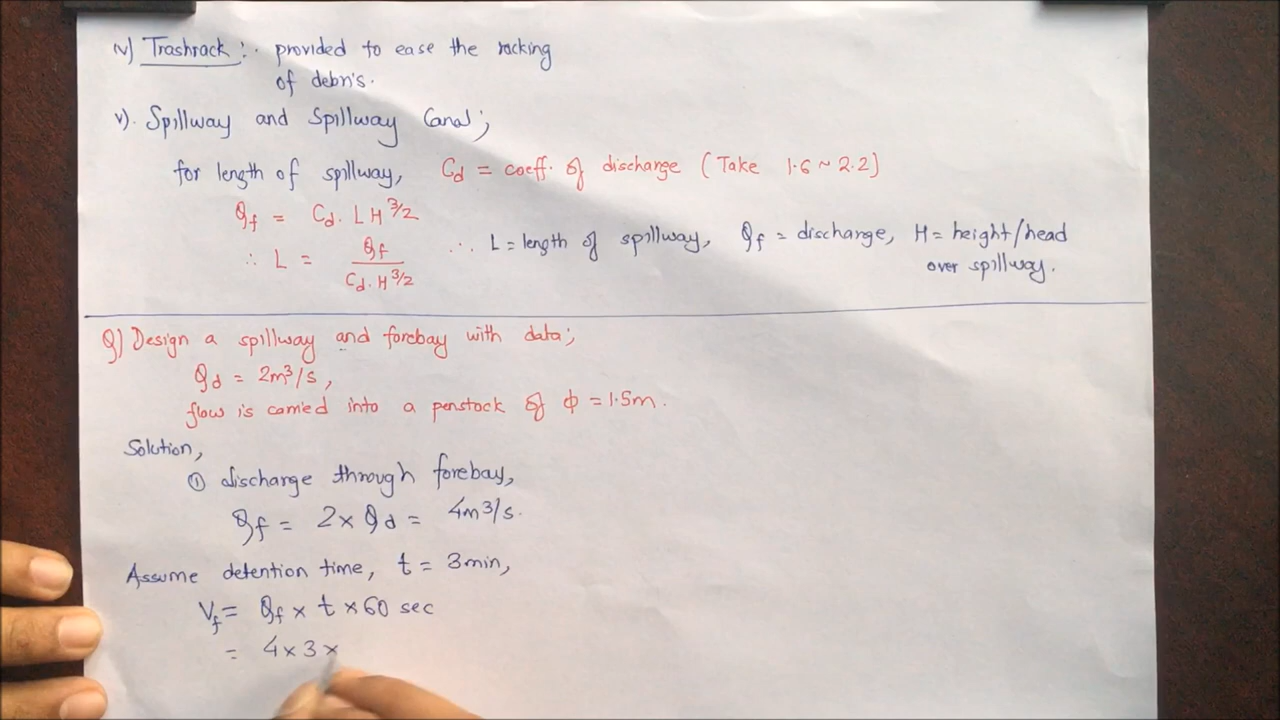 iv) Trashrack: provided to ease the racking
of debris.
v). Spillway and Spillway Canal;
for length of spillway, Cd = coeff. of discharge (Take 1.6 ~ 2.2)
Qf = Cd. L H^3/2
∴ L = Qf / Cd. H^3/2 ∴ L = length of spillway, Qf = discharge, H = height/head
over spillway.
Q) Design a spillway and forebay with data;
Qd = 2m³/s,
flow is carried into a penstock of ϕ = 1.5m.
Solution,
① discharge through forebay,
Qf = 2 x Qd = 4m³/s.
Assume detention time, t = 3min,
Vf = Qf x t x 60 sec
= 4 x 3 x